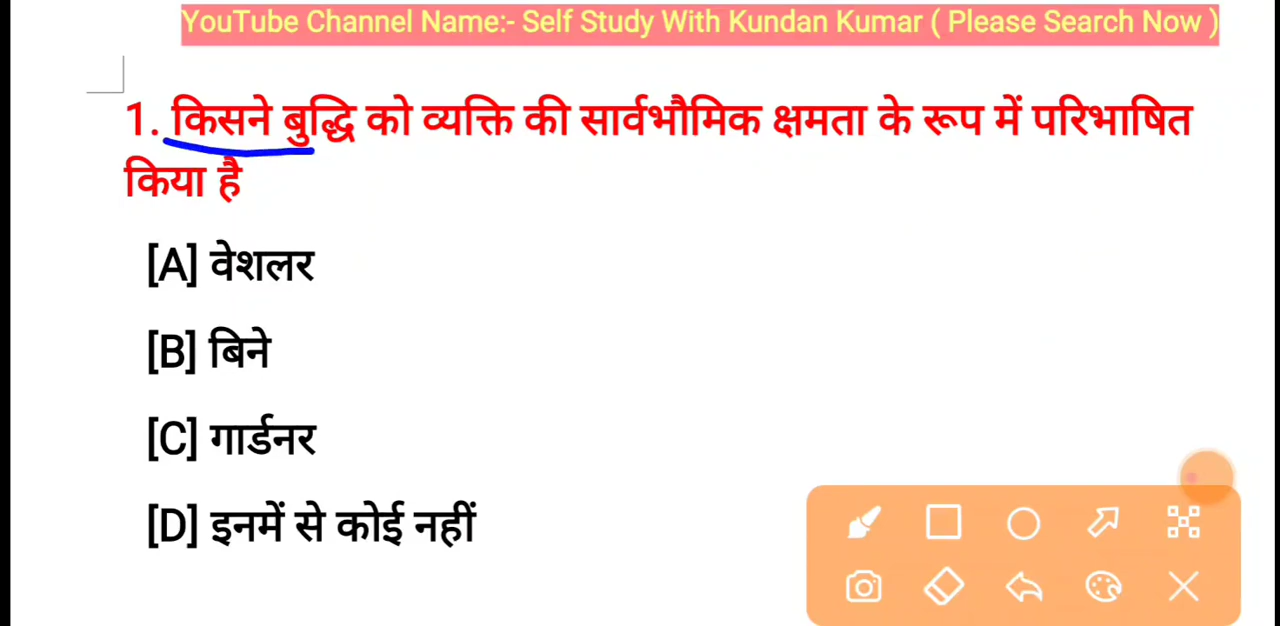 YouTube Channel Name:- Self Study With Kundan Kumar ( Please Search Now )
1. किसने बुद्धि को व्यक्ति की सार्वभौमिक क्षमता के रूप में परिभाषित
किया है
[A] वेशलर
[B] बिने
[C] गार्डनर
[D] इनमें से कोई नहीं